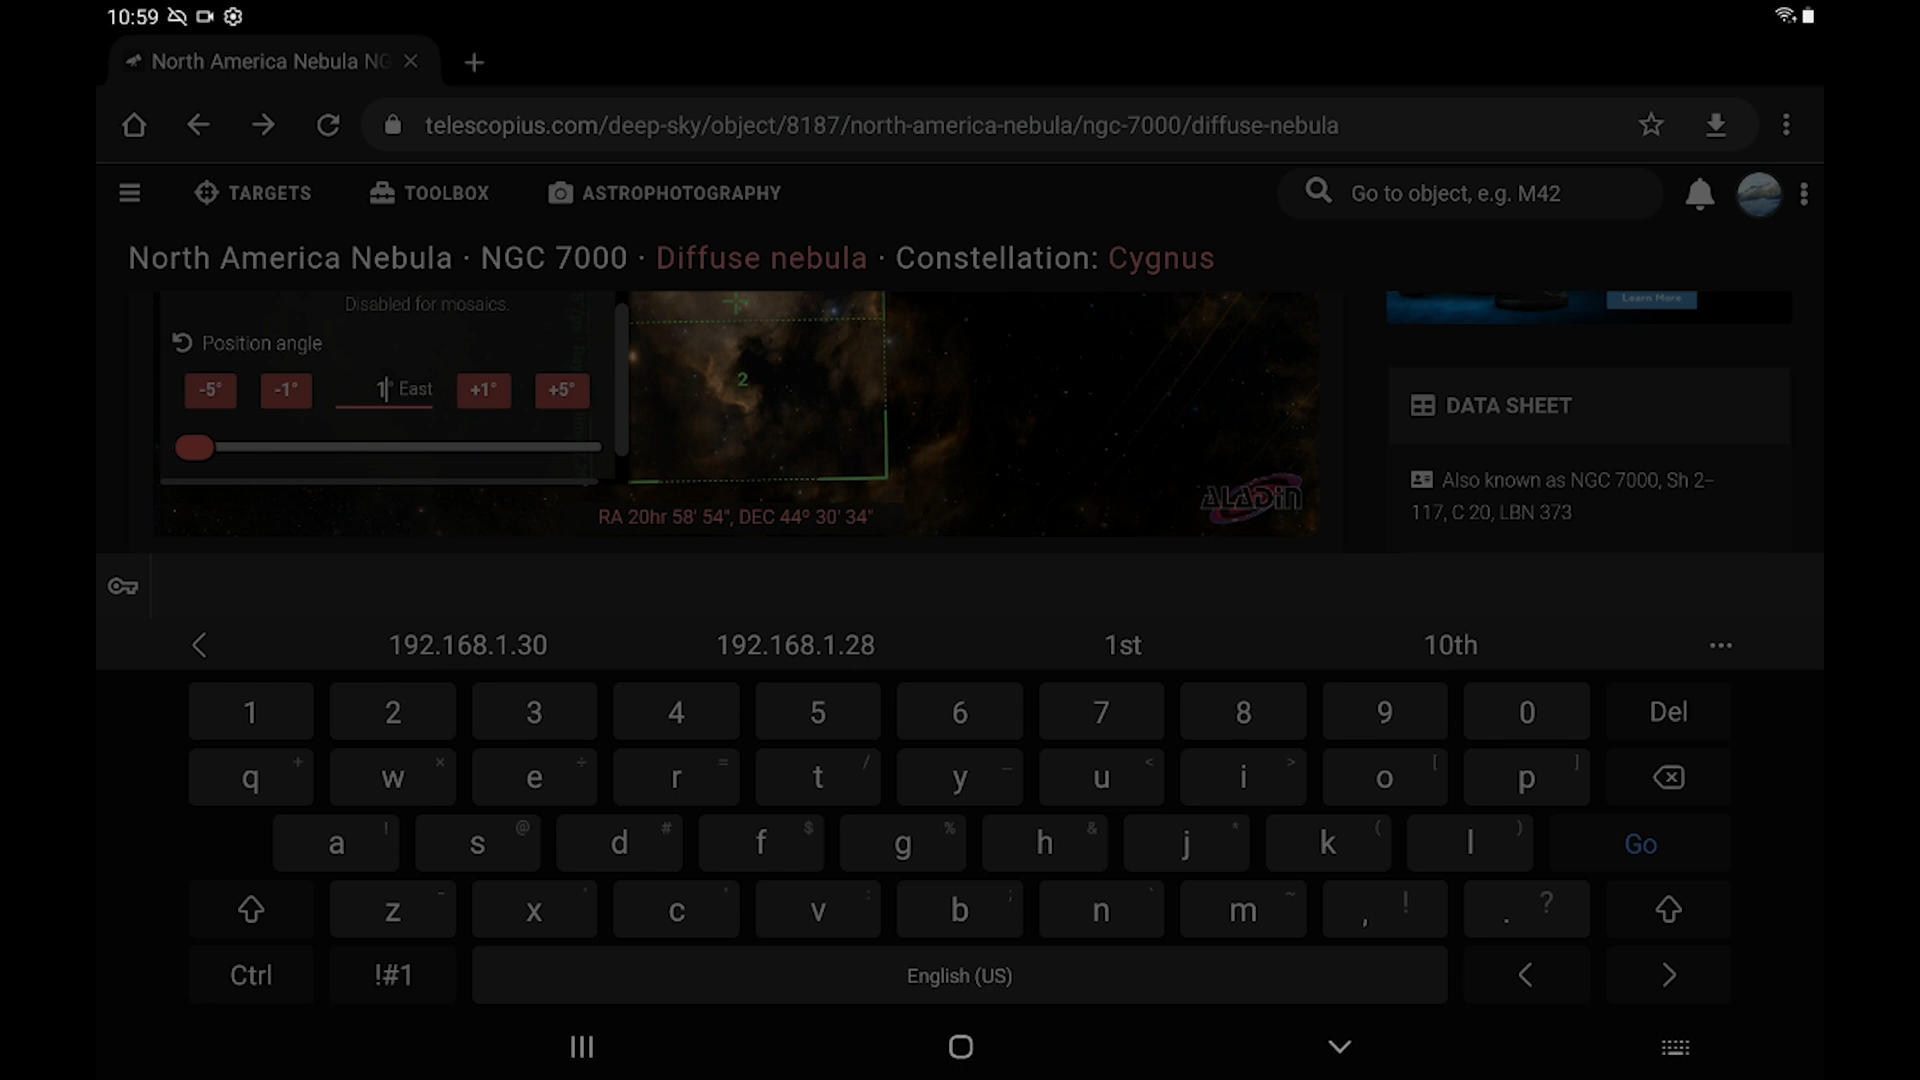 10:59
North America Nebula NG
telescopius.com/deep-sky/object/8187/north-america-nebula/ngc-7000/diffuse-nebula
TARGETS TOOLBOX ASTROPHOTOGRAPHY Go to object, e.g. M42
North America Nebula · NGC 7000 · Diffuse nebula · Constellation: Cygnus
Disabled for mosaics.
Learn More
Position angle
-5° -1° 1° East +1° +5°
2
DATA SHEET
Also known as NGC 7000, Sh 2-
117, C 20, LBN 373
ALADiN
RA 20hr 58' 54", DEC 44º 30' 34"
192.168.1.30 192.168.1.28 1st 10th ...
1 2 3 4 5 6 7 8 9 0 Del
q + w × e ÷ r = t / y _ u < i > o [ p ]
a ! s @ d # f $ g % h & j * k ( l ) Go
z - x ' c " v : b ; n ` m ~ , ! . ?
Ctrl !#1 English (US) < >